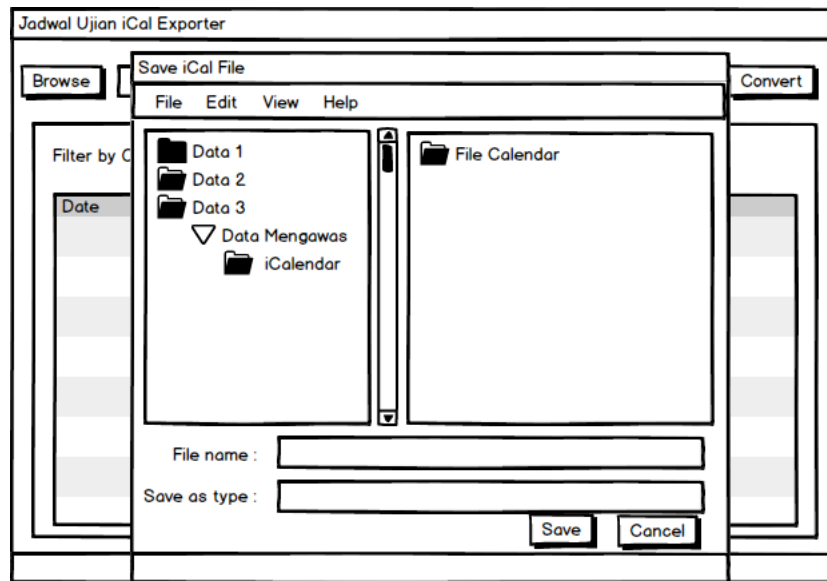 Jadwal Ujian iCal Exporter
Browse
Convert
Filter by C
Date
Save iCal File
File Edit View Help
Data 1
Data 2
Data 3
Data Mengawas
iCalendar
File Calendar
File name :
Save as type :
Save Cancel